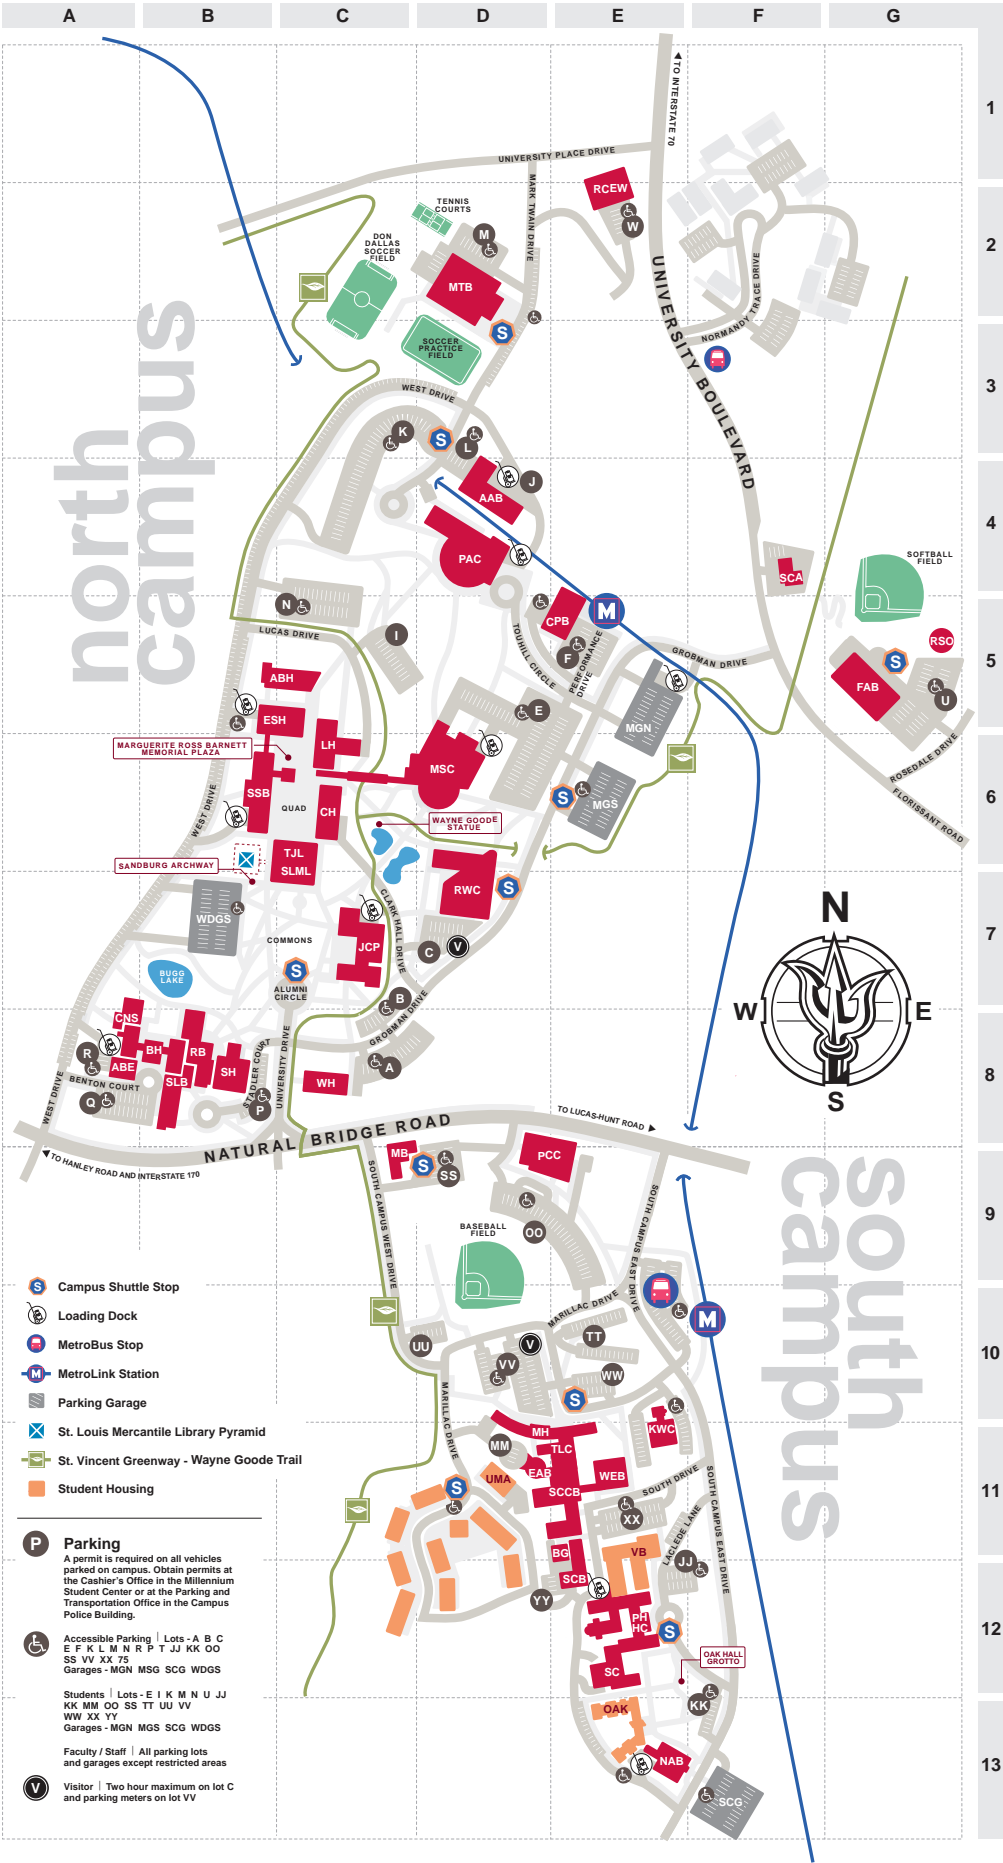 A B C D E F G
1
TO INTERSTATE 70
UNIVERSITY PLACE DRIVE
MARK TWAIN DRIVE
RCEW
W
2
TENNIS
COURTS
M
DON
DALLAS
SOCCER
FIELD
MTB
S
UNIVERSITY BOULEVARD
NORMANDY TRACE DRIVE
SOCCER
PRACTICE
FIELD
3
WEST DRIVE
K
S
L
north
campus
J
AAB
4
PAC
SCA
SOFTBALL
FIELD
N
LUCAS DRIVE
I
CPB
M
F
TOUHILL CIRCLE
PERFORMANCE
DRIVE
GROBMAN DRIVE
RSO
S
FAB
U
5
ABH
ESH
E
MGN
MARGUERITE ROSS BARNETT
MEMORIAL PLAZA
LH
MSC
ROSEDALE DRIVE
FLORISSANT ROAD
6
SSB
QUAD
CH
S
MGS
WEST DRIVE
WAYNE GOODE
STATUE
TJL
SLML
SANDBURG ARCHWAY
RWC
S
WDGS
CLARK HALL DRIVE
7
COMMONS
JCP
C
V
BUGG
LAKE
S
ALUMNI
CIRCLE
B
GROBMAN DRIVE
N
W
E
S
CNS
R
BH
RB
ABE
SLB
SH
BENTON COURT
Q
STADLER COURT
P
UNIVERSITY DRIVE
WH
A
WEST DRIVE
8
NATURAL BRIDGE ROAD
TO LUCAS-HUNT ROAD
TO HANLEY ROAD AND INTERSTATE 170
MB
S
SS
PCC
south
campus
SOUTH CAMPUS WEST DRIVE
SOUTH CAMPUS EAST DRIVE
9
BASEBALL
FIELD
OO
MARILLAC DRIVE
M
UU
V
VV
TT
WW
S
10
MARILLAC DRIVE
MH
KWC
MM
TLC
EAB
UMA
WEB
SCCB
S
SOUTH DRIVE
SOUTH CAMPUS EAST DRIVE
XX
11
LACLEDE LANE
BG
VB
JJ
SCB
YY
PH
HC
S
12
SC
OAK HALL
GROTTO
KK
OAK
NAB
13
SCG
S Campus Shuttle Stop
Loading Dock
MetroBus Stop
M MetroLink Station
Parking Garage
St. Louis Mercantile Library Pyramid
St. Vincent Greenway - Wayne Goode Trail
Student Housing
P Parking
A permit is required on all vehicles
parked on campus. Obtain permits at
the Cashier's Office in the Millennium
Student Center or at the Parking and
Transportation Office in the Campus
Police Building.
Accessible Parking | Lots - A B C
E F K L M N R P T JJ KK OO
SS VV XX 75
Garages - MGN MSG SCG WDGS
Students | Lots - E I K M N U JJ
KK MM OO SS TT UU VV
WW XX YY
Garages - MGN MGS SCG WDGS
Faculty / Staff | All parking lots
and garages except restricted areas
V Visitor | Two hour maximum on lot C
and parking meters on lot VV